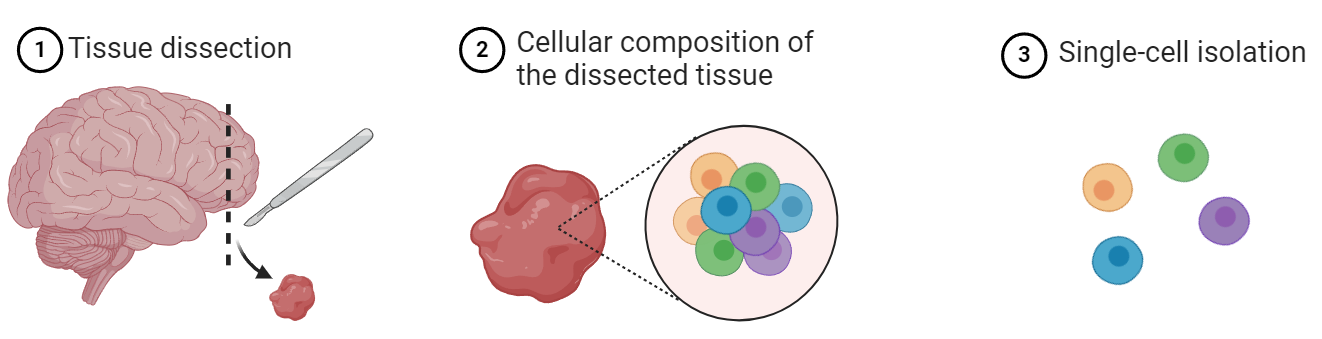 1 Tissue dissection
2 Cellular composition of
the dissected tissue
3 Single-cell isolation